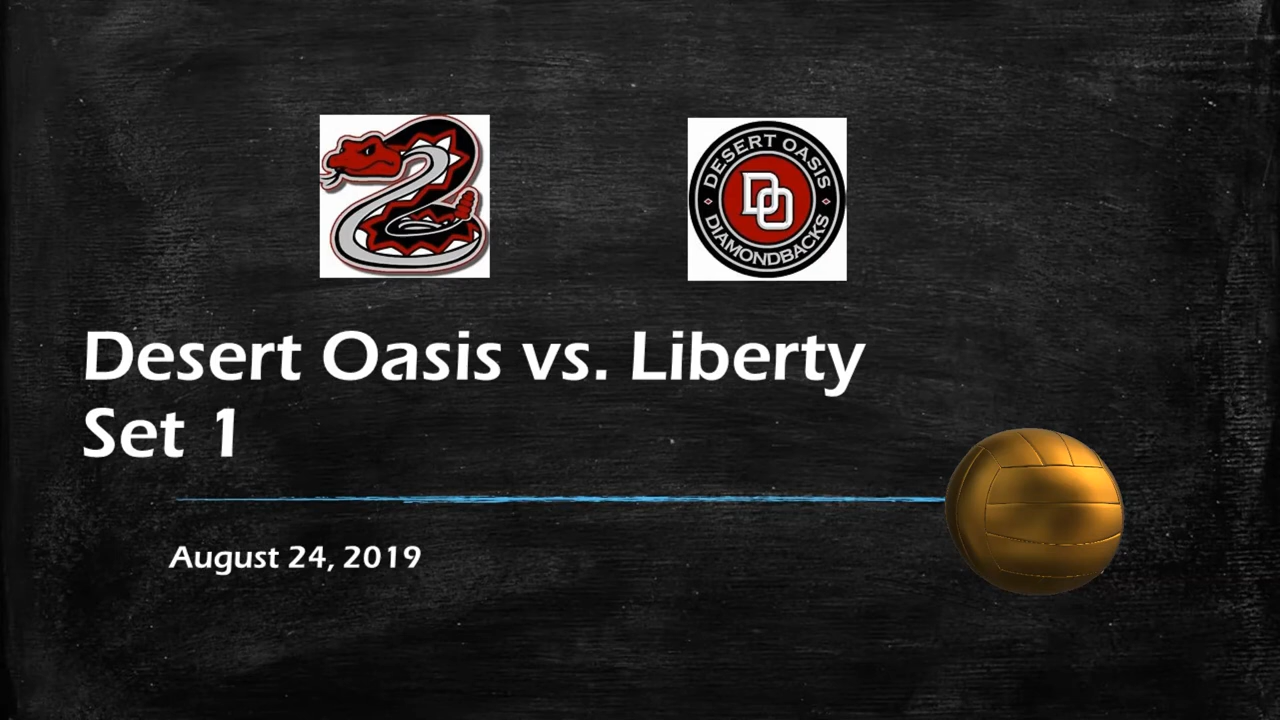 DESERT OASIS
DO
DIAMONDBACKS
Desert Oasis vs. Liberty
Set 1
August 24, 2019